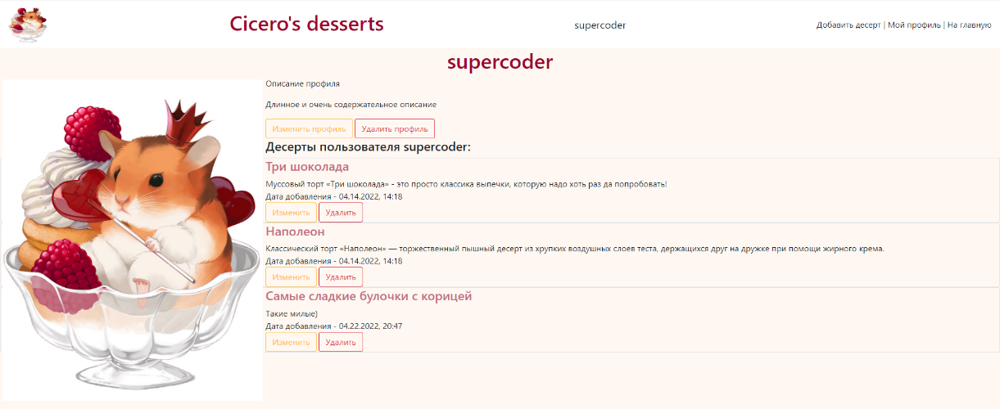 Cicero's desserts
supercoder
Добавить десерт | Мой профиль | На главную
supercoder
Описание профиля
Длинное и очень содержательное описание
Изменить профиль Удалить профиль
Десерты пользователя supercoder:
Три шоколада
Муссовый торт «Три шоколада» - это просто классика выпечки, которую надо хоть раз да попробовать!
Дата добавления - 04.14.2022, 14:18
Изменить Удалить
Наполеон
Классический торт «Наполеон» — торжественный пышный десерт из хрупких воздушных слоев теста, держащихся друг на дружке при помощи жирного крема.
Дата добавления - 04.14.2022, 14:18
Изменить Удалить
Самые сладкие булочки с корицей
Такие милые)
Дата добавления - 04.22.2022, 20:47
Изменить Удалить